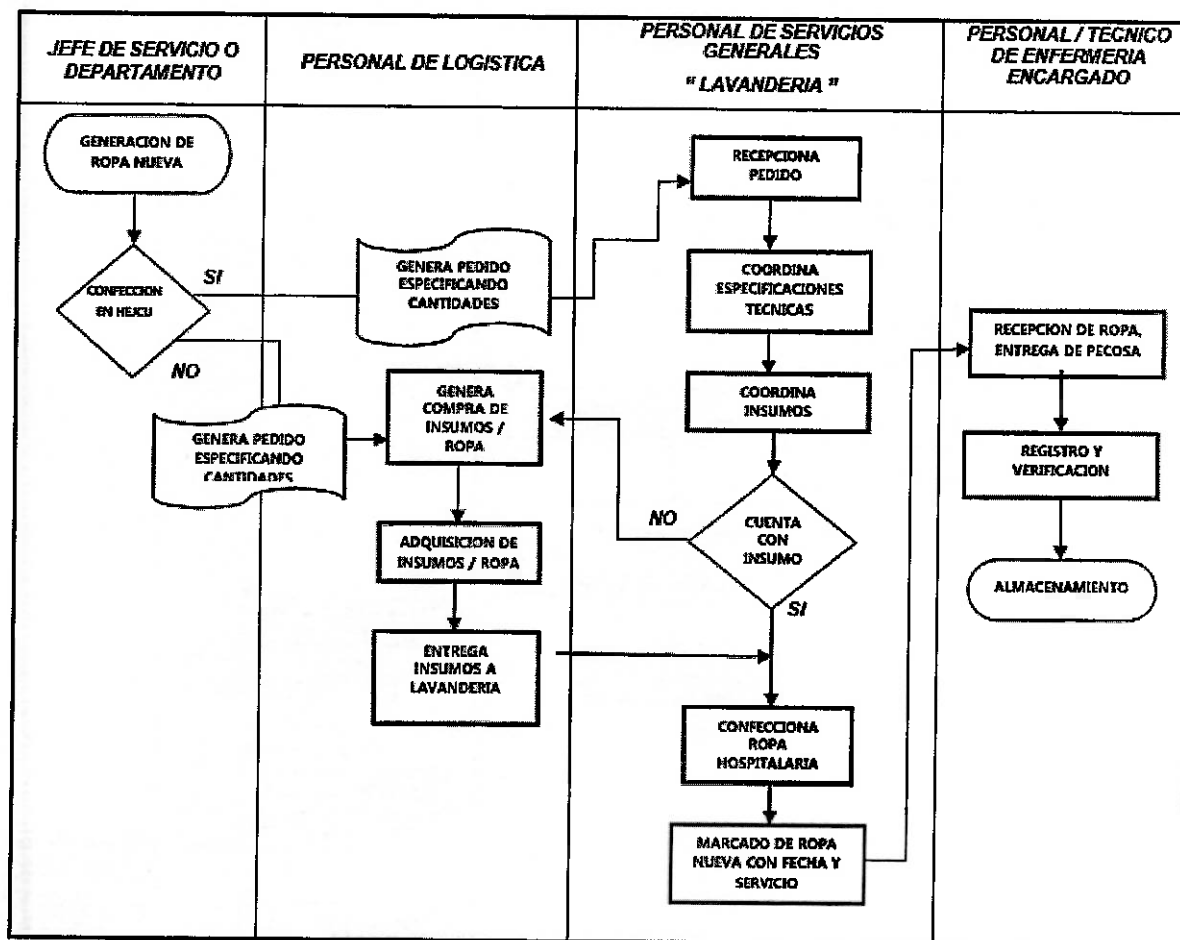 JEFE DE SERVICIO O
DEPARTAMENTO
PERSONAL DE LOGISTICA
PERSONAL DE SERVICIOS
GENERALES
" LAVANDERIA "
PERSONAL / TECNICO
DE ENFERMERIA
ENCARGADO
GENERACION DE
ROPA NUEVA
CONFECCION
EN HEJCU
SI
NO
GENERA PEDIDO
ESPECIFICANDO
CANTIDADES
GENERA PEDIDO
ESPECIFICANDO
CANTIDADES
GENERA
COMPRA DE
INSUMOS /
ROPA
ADQUISICION DE
INSUMOS / ROPA
ENTREGA
INSUMOS A
LAVANDERIA
RECEPCIONA
PEDIDO
COORDINA
ESPECIFICACIONES
TECNICAS
COORDINA
INSUMOS
CUENTA
CON
INSUMO
NO
SI
CONFECCIONA
ROPA
HOSPITALARIA
MARCADO DE ROPA
NUEVA CON FECHA Y
SERVICIO
RECEPCION DE ROPA,
ENTREGA DE PECOSA
REGISTRO Y
VERIFICACION
ALMACENAMIENTO